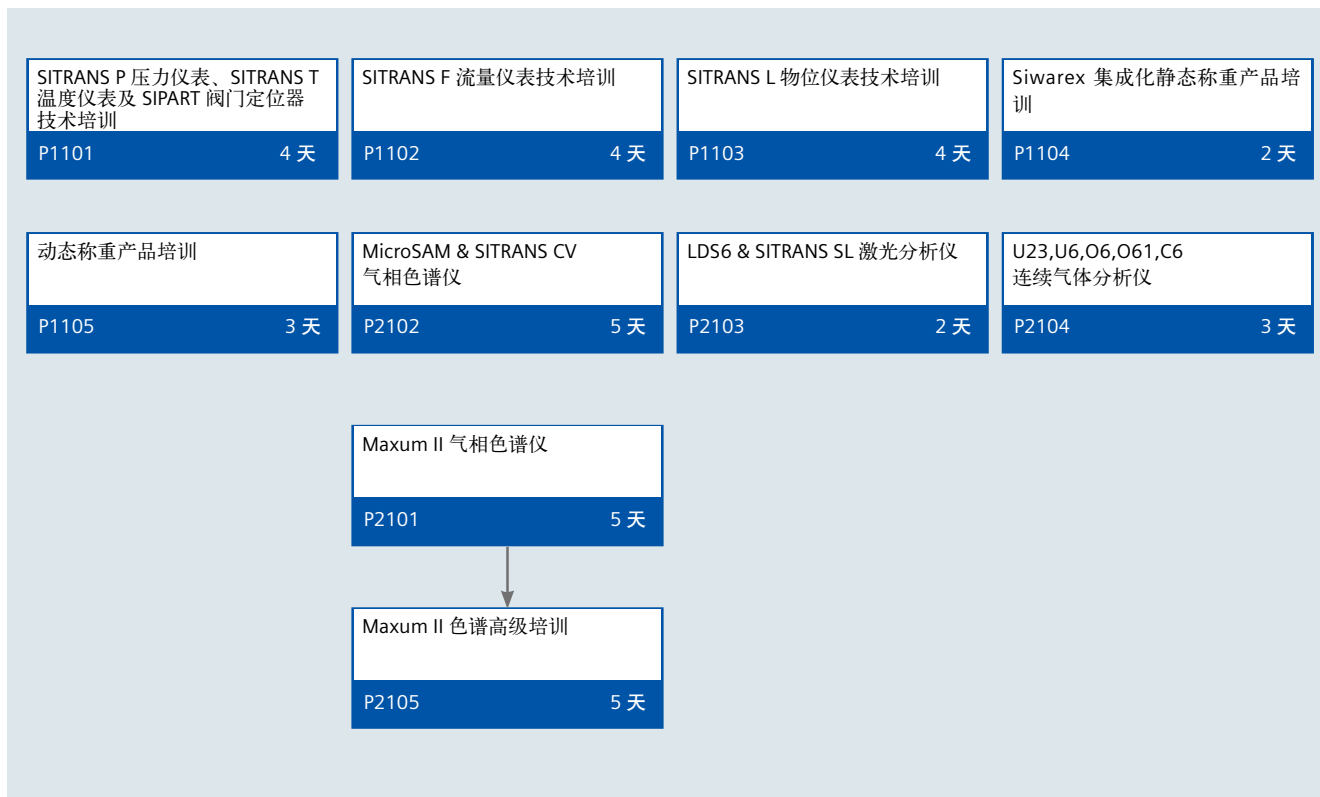 SITRANS P 压力仪表、SITRANS T
温度仪表及 SIPART 阀门定位器
技术培训
P1101 4 天
SITRANS F 流量仪表技术培训
P1102 4 天
SITRANS L 物位仪表技术培训
P1103 4 天
Siwarex 集成化静态称重产品培
训
P1104 2 天
动态称重产品培训
P1105 3 天
MicroSAM & SITRANS CV
气相色谱仪
P2102 5 天
LDS6 & SITRANS SL 激光分析仪
P2103 2 天
U23,U6,O6,O61,C6
连续气体分析仪
P2104 3 天
Maxum II 气相色谱仪
P2101 5 天
Maxum II 色谱高级培训
P2105 5 天